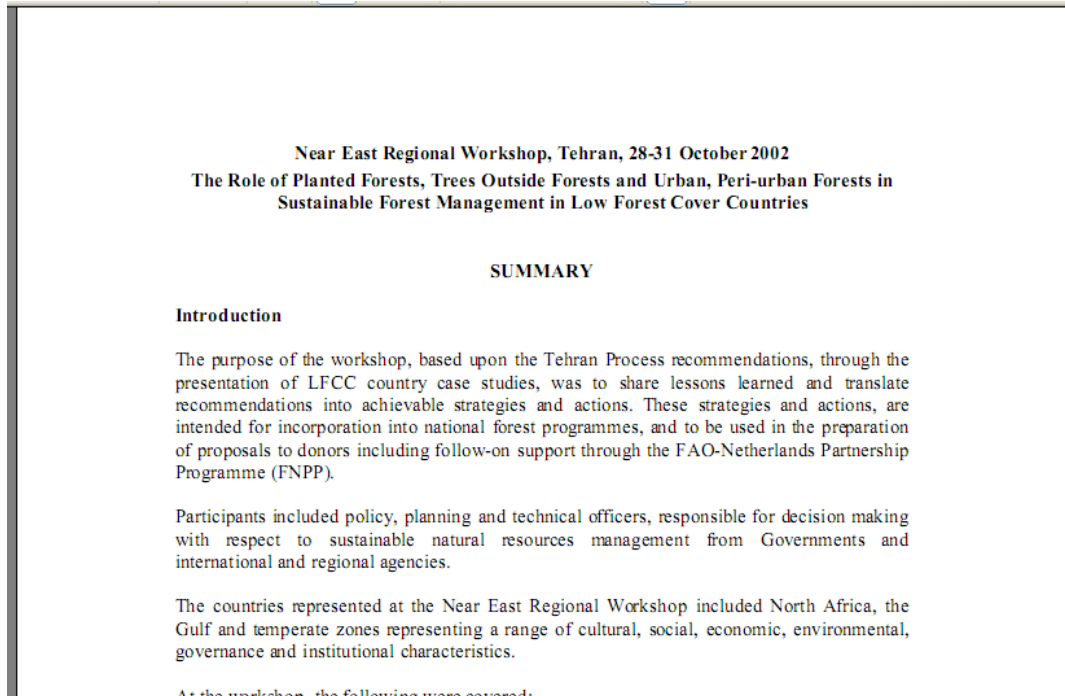 Near East Regional Workshop, Tehran, 28-31 October 2002
The Role of Planted Forests, Trees Outside Forests and Urban, Peri-urban Forests in
Sustainable Forest Management in Low Forest Cover Countries
SUMMARY
Introduction
The purpose of the workshop, based upon the Tehran Process recommendations, through the
presentation of LFCC country case studies, was to share lessons learned and translate
recommendations into achievable strategies and actions. These strategies and actions, are
intended for incorporation into national forest programmes, and to be used in the preparation
of proposals to donors including follow-on support through the FAO-Netherlands Partnership
Programme (FNPP).
Participants included policy, planning and technical officers, responsible for decision making
with respect to sustainable natural resources management from Governments and
international and regional agencies.
The countries represented at the Near East Regional Workshop included North Africa, the
Gulf and temperate zones representing a range of cultural, social, economic, environmental,
governance and institutional characteristics.
At the workshop, the following were covered: